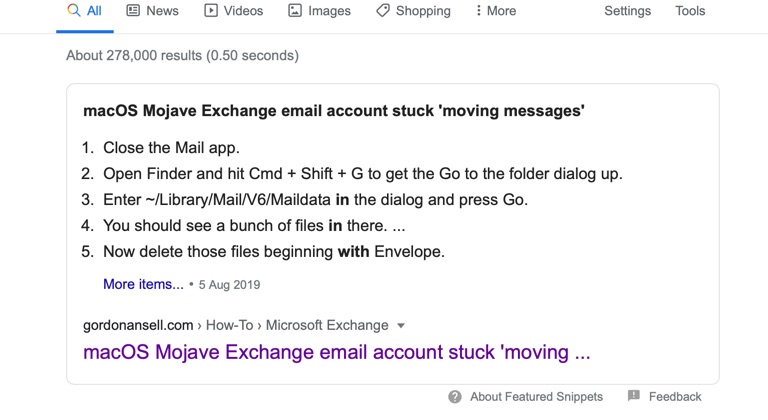 All News Videos Images Shopping More Settings Tools
About 278,000 results (0.50 seconds)
macOS Mojave Exchange email account stuck 'moving messages'
1. Close the Mail app.
2. Open Finder and hit Cmd + Shift + G to get the Go to the folder dialog up.
3. Enter ~/Library/Mail/V6/Maildata in the dialog and press Go.
4. You should see a bunch of files in there. ...
5. Now delete those files beginning with Envelope.
More items... • 5 Aug 2019
gordonansell.com › How-To › Microsoft Exchange
macOS Mojave Exchange email account stuck 'moving ...
About Featured Snippets Feedback